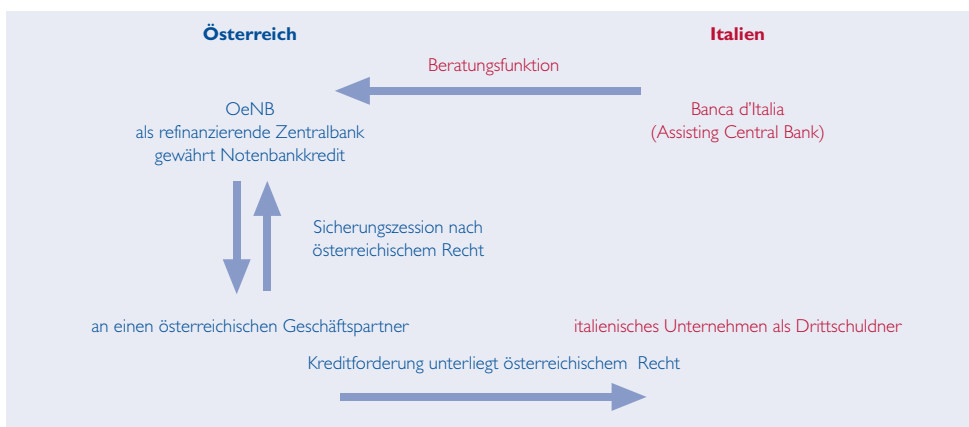 Österreich
Italien
Beratungsfunktion
OeNB
als refinanzierende Zentralbank
gewährt Notenbankkredit
Banca d'Italia
(Assisting Central Bank)
Sicherungszession nach
österreichischem Recht
an einen österreichischen Geschäftspartner
italienisches Unternehmen als Drittschuldner
Kreditforderung unterliegt österreichischem Recht